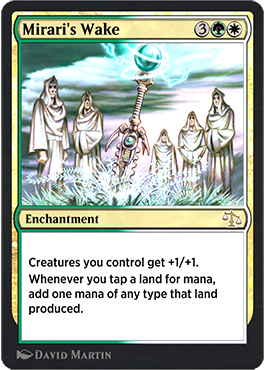 Mirari's Wake 3
Enchantment
Creatures you control get +1/+1.
Whenever you tap a land for mana,
add one mana of any type that land
produced.
David Martin